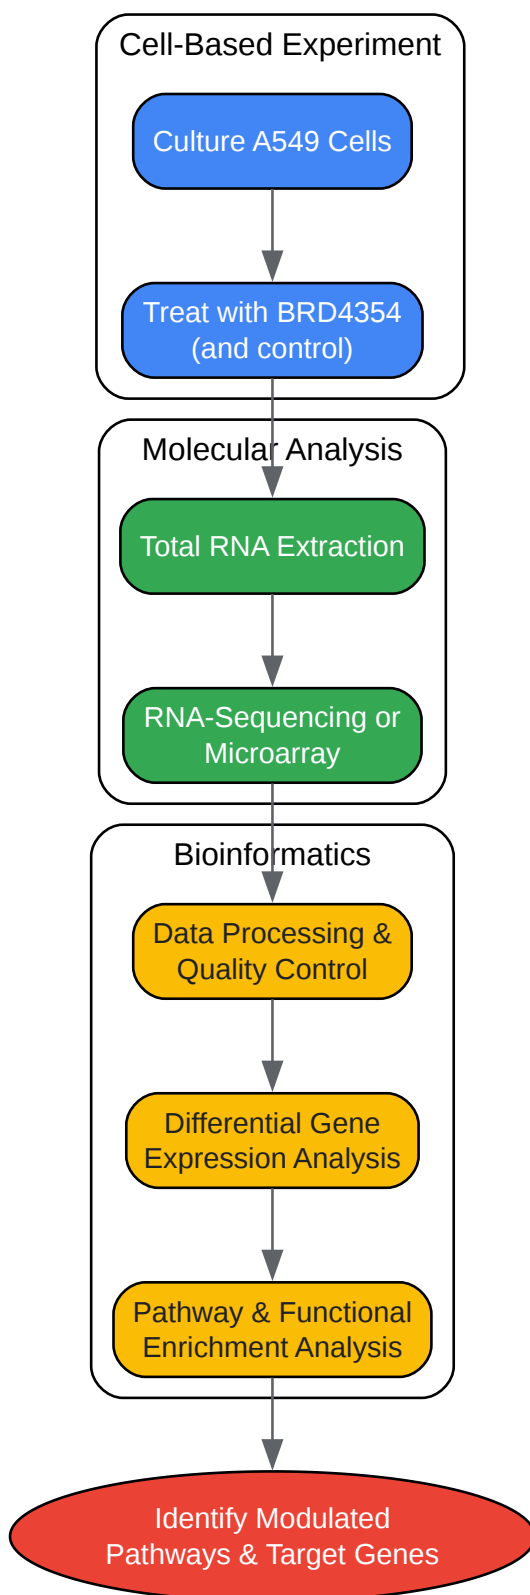 Cell-Based Experiment
Culture A549 Cells
Treat with BRD4354
(and control)
Molecular Analysis
Total RNA Extraction
RNA-Sequencing or
Microarray
Bioinformatics
Data Processing &
Quality Control
Differential Gene
Expression Analysis
Pathway & Functional
Enrichment Analysis
Identify Modulated
Pathways & Target Genes